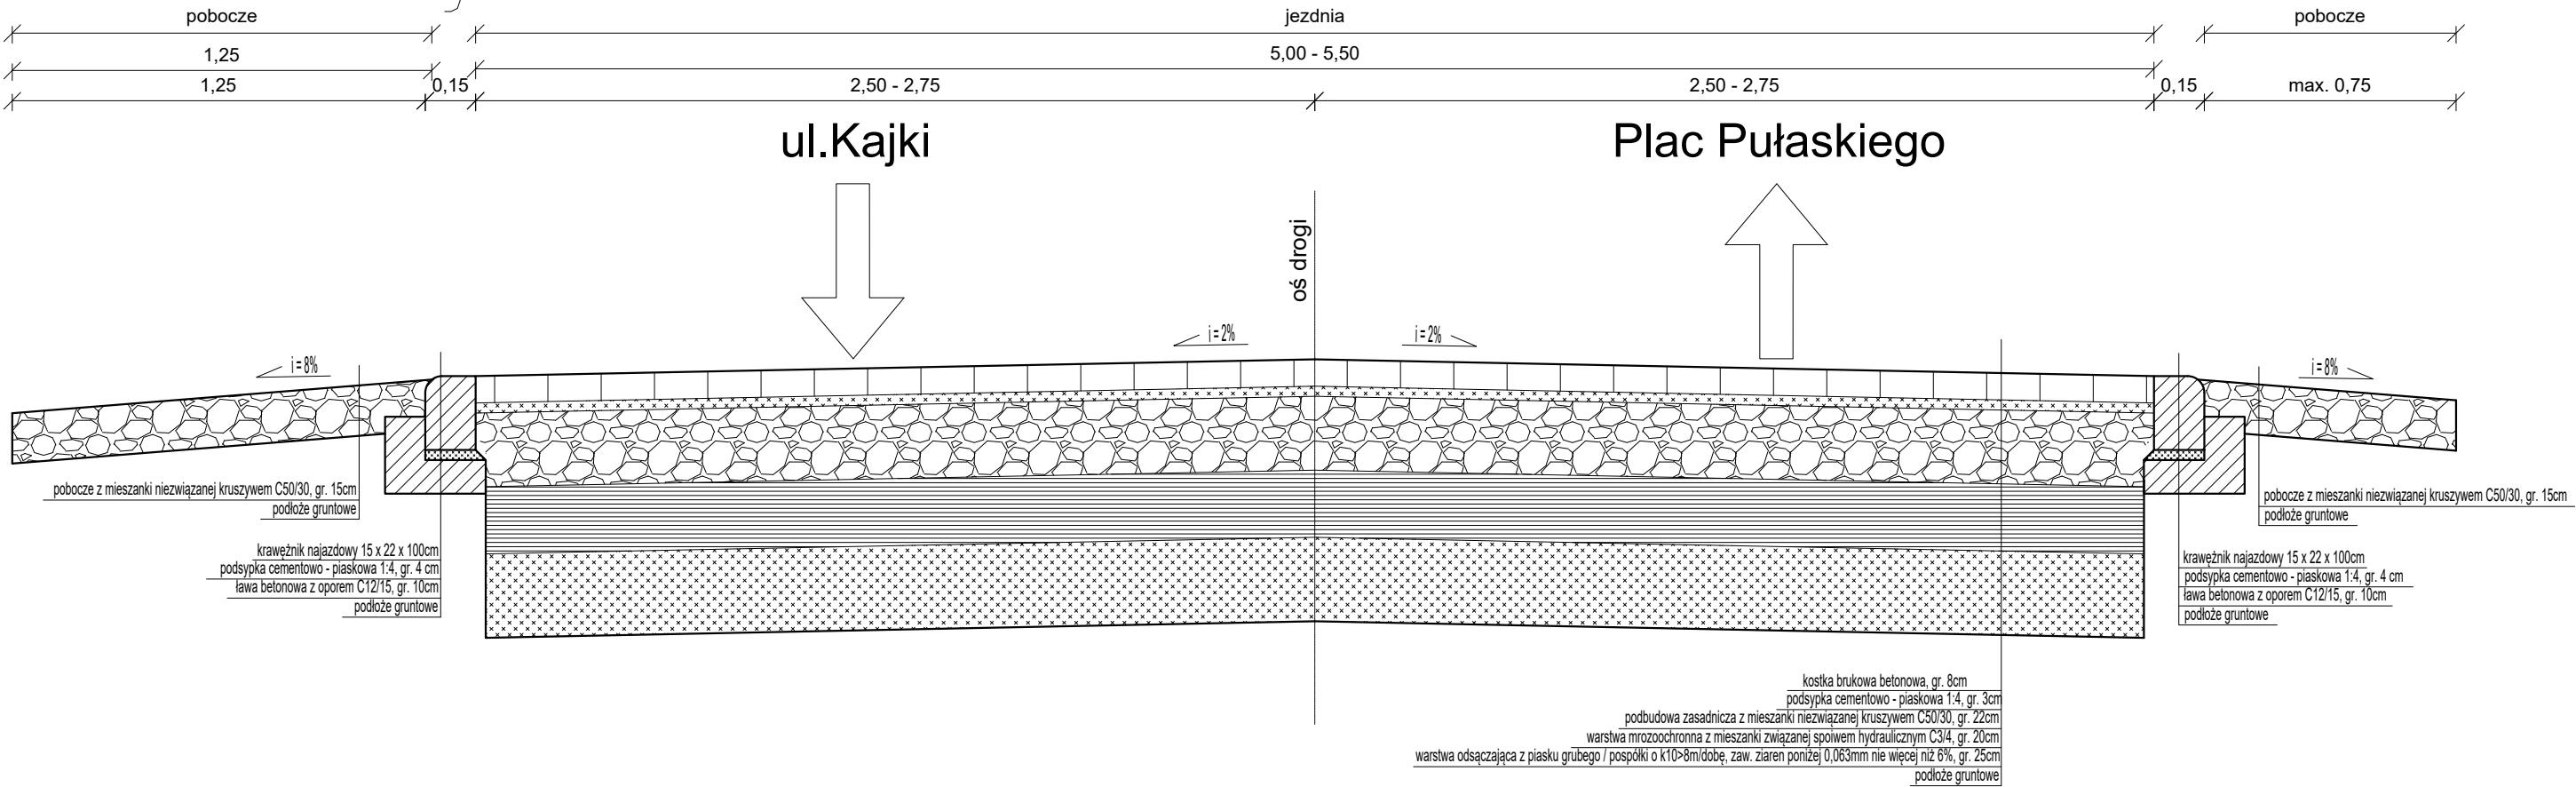 pobocze
jezdnia
pobocze
1,25
5,00 - 5,50
1,25
0,15
2,50 - 2,75
2,50 - 2,75
0,15
max. 0,75
ul.Kajki
Plac Pułaskiego
oś drogi
i = 8%
i = 2%
i = 2%
i = 8%
pobocze z mieszanki niezwiązanej kruszywem C50/30, gr. 15cm
podłoże gruntowe
krawężnik najazdowy 15 x 22 x 100cm
podsypka cementowo - piaskowa 1:4, gr. 4 cm
ława betonowa z oporem C12/15, gr. 10cm
podłoże gruntowe
pobocze z mieszanki niezwiązanej kruszywem C50/30, gr. 15cm
podłoże gruntowe
krawężnik najazdowy 15 x 22 x 100cm
podsypka cementowo - piaskowa 1:4, gr. 4 cm
ława betonowa z oporem C12/15, gr. 10cm
podłoże gruntowe
kostka brukowa betonowa, gr. 8cm
podsypka cementowo - piaskowa 1:4, gr. 3cm
podbudowa zasadnicza z mieszanki niezwiązanej kruszywem C50/30, gr. 22cm
warstwa mrozoochronna z mieszanki związanej spoiwem hydraulicznym C3/4, gr. 20cm
warstwa odsączająca z piasku grubego / pospółki o k10>8m/dobę, zaw. ziaren poniżej 0,063mm nie więcej niż 6%, gr. 25cm
podłoże gruntowe